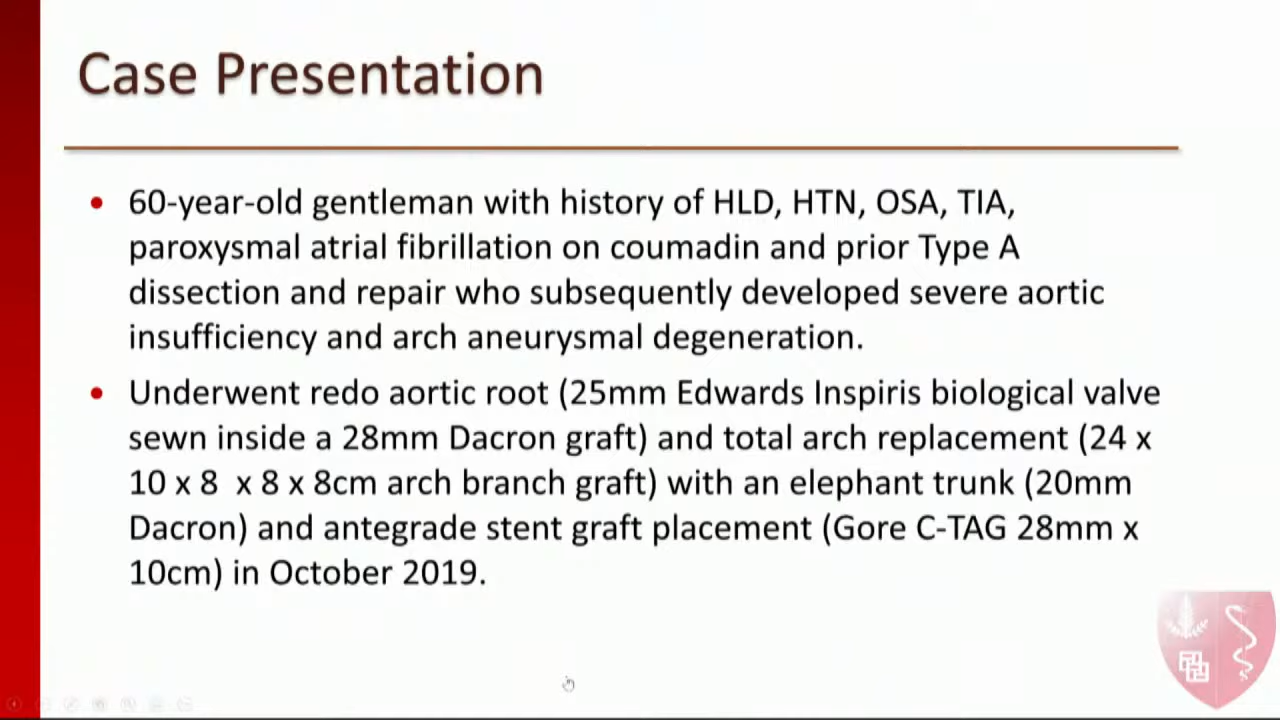 Case Presentation
• 60-year-old gentleman with history of HLD, HTN, OSA, TIA,
paroxysmal atrial fibrillation on coumadin and prior Type A
dissection and repair who subsequently developed severe aortic
insufficiency and arch aneurysmal degeneration.
• Underwent redo aortic root (25mm Edwards Inspiris biological valve
sewn inside a 28mm Dacron graft) and total arch replacement (24 x
10 x 8  x 8 x 8cm arch branch graft) with an elephant trunk (20mm
Dacron) and antegrade stent graft placement (Gore C-TAG 28mm x
10cm) in October 2019.